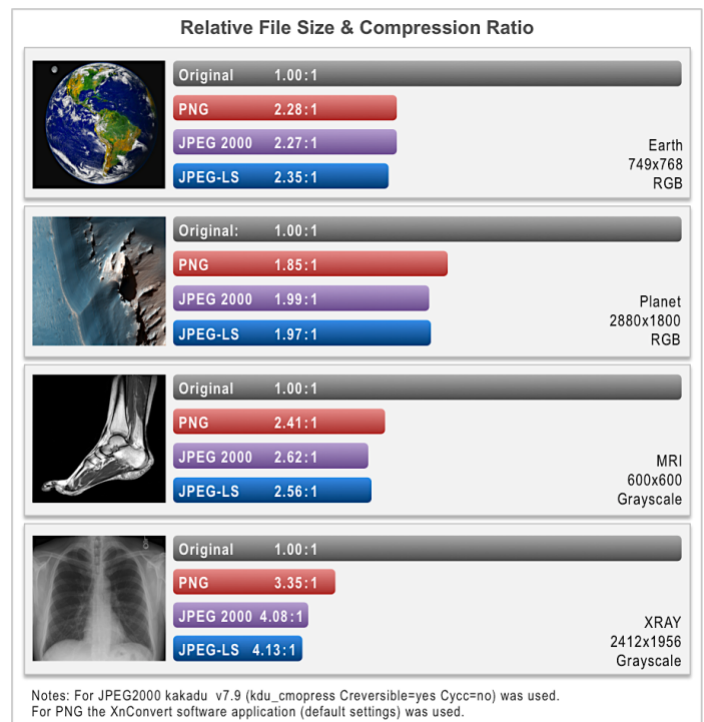 Relative File Size & Compression Ratio
Original 1.00:1
PNG 2.28:1
JPEG 2000 2.27:1
JPEG-LS 2.35:1
Earth
749x768
RGB
Original: 1.00:1
PNG 1.85:1
JPEG 2000 1.99:1
JPEG-LS 1.97:1
Planet
2880x1800
RGB
Original 1.00:1
PNG 2.41:1
JPEG 2000 2.62:1
JPEG-LS 2.56:1
MRI
600x600
Grayscale
Original 1.00:1
PNG 3.35:1
JPEG 2000 4.08:1
JPEG-LS 4.13:1
XRAY
2412x1956
Grayscale
Notes: For JPEG2000 kakadu v7.9 (kdu_cmopress Creversible=yes Cycc=no) was used.
For PNG the XnConvert software application (default settings) was used.